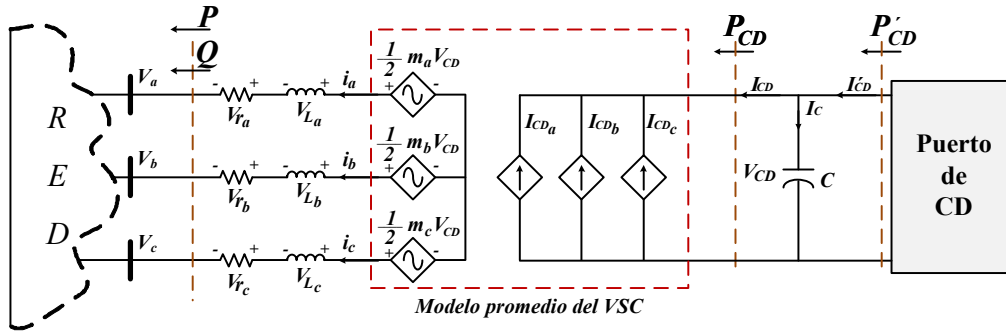 P
Q
P_CD
P´_CD
V_a
i_a
1/2 m_a V_CD
V_ra
V_La
I_CD
I´_CD
I_C
R
I_CDa
I_CDb
I_CDc
V_b
i_b
1/2 m_b V_CD
V_rb
V_Lb
E
V_CD
C
Puerto
de
CD
V_c
i_c
1/2 m_c V_CD
V_rc
V_Lc
D
Modelo promedio del VSC